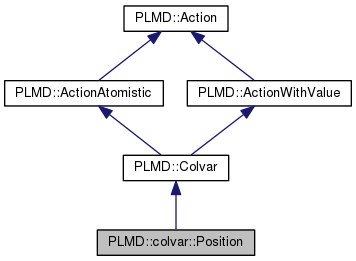 PLMD::Action
PLMD::ActionAtomistic
PLMD::ActionWithValue
PLMD::Colvar
PLMD::colvar::Position